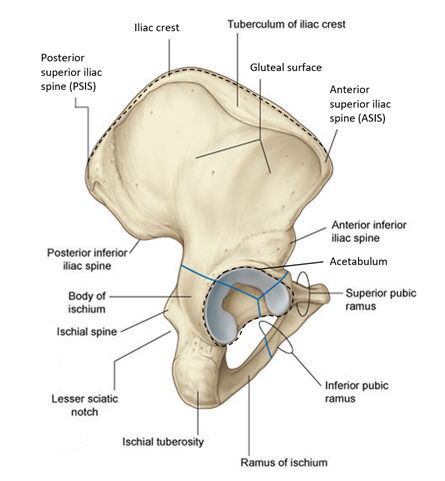 Iliac crest
Tuberculum of iliac crest
Posterior
superior iliac
spine (PSIS)
Gluteal surface
Anterior
superior iliac
spine (ASIS)
Anterior inferior
iliac spine
Posterior inferior
iliac spine
Acetabulum
Body of
ischium
Superior pubic
ramus
Ischial spine
Lesser sciatic
notch
Inferior pubic
ramus
Ischial tuberosity
Ramus of ischium